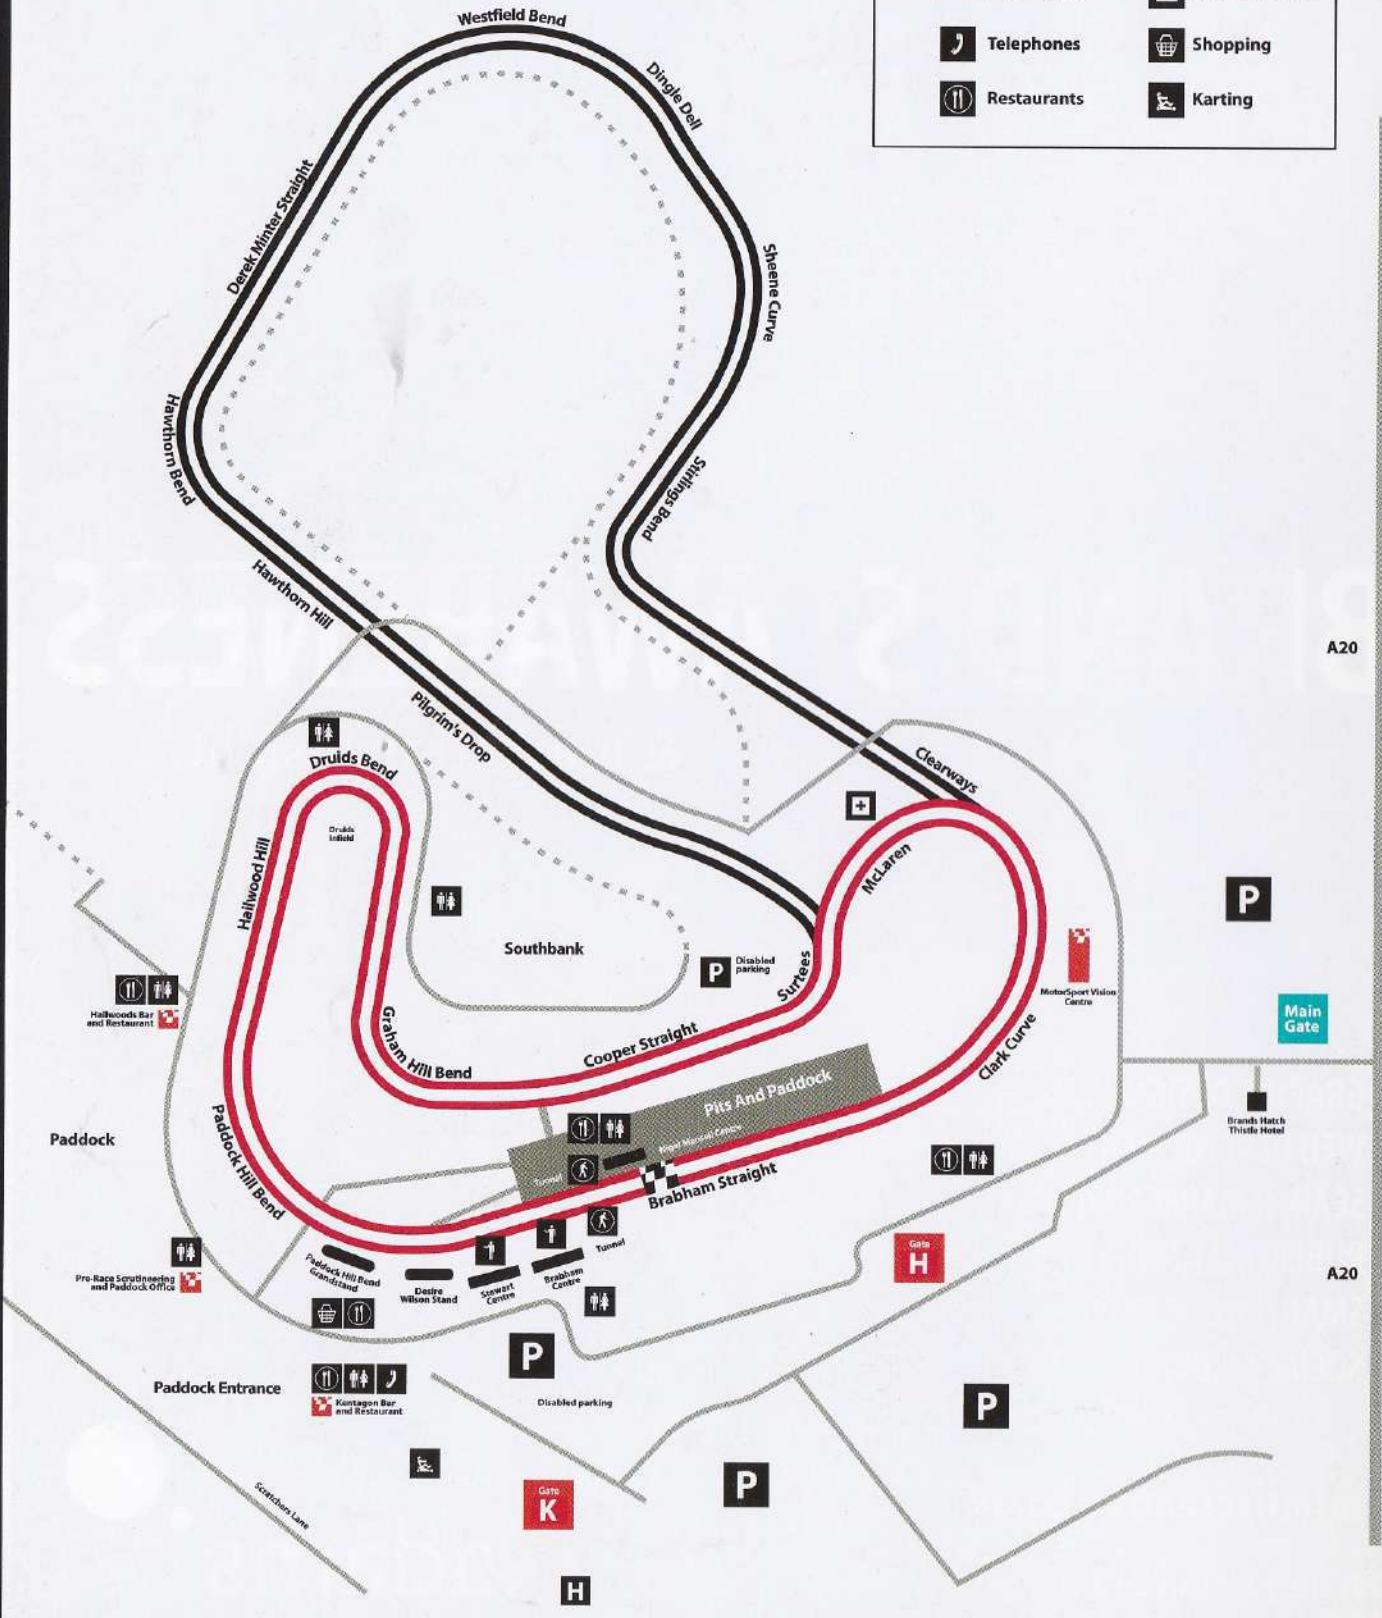 Telephones
Shopping
Restaurants
Karting
Westfield Bend
Dingle Dell
Derek Minter Straight
Sheene Curve
Hawthorn Bend
Stirlings Bend
Hawthorn Hill
A20
Pilgrim's Drop
Clearways
Druids Bend
Druids
Infield
Hailwood Hill
McLaren
P
Southbank
P
Disabled
parking
Surtees
MotorSport Vision
Centre
Hailwoods Bar
and Restaurant
Main
Gate
Graham Hill Bend
Cooper Straight
Clark Curve
Pits And Paddock
Brands Hatch
Thistle Hotel
Paddock
Nigel Mansell Centre
Tunnel
Paddock Hill Bend
Brabham Straight
Tunnel
Gate
H
Paddock Hill Bend
Grandstand
Desire
Wilson Stand
Stewart
Centre
Brabham
Centre
Pre-Race Scrutineering
and Paddock Office
A20
P
Paddock Entrance
Kentagon Bar
and Restaurant
Disabled parking
P
P
Gate
K
Scratchers Lane
H